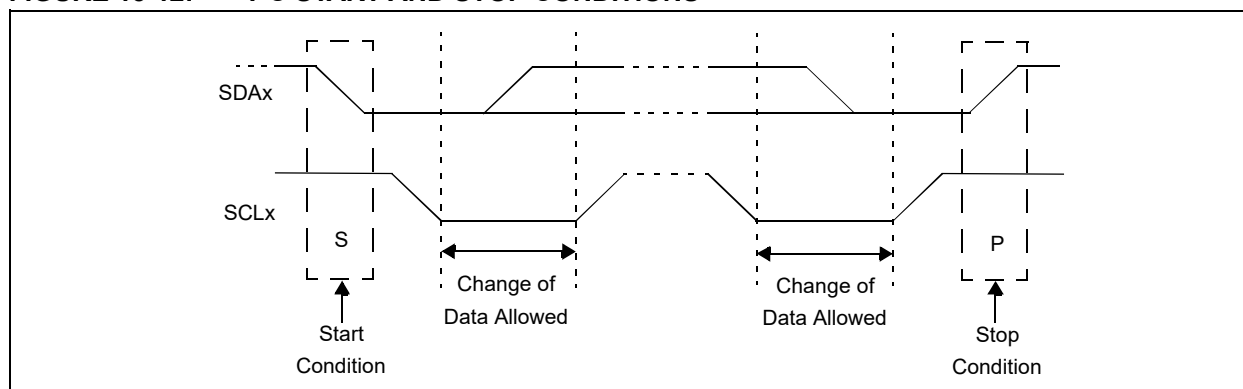 SDAx
SCLx
S
P
Change of
Data Allowed
Change of
Data Allowed
Start
Condition
Stop
Condition